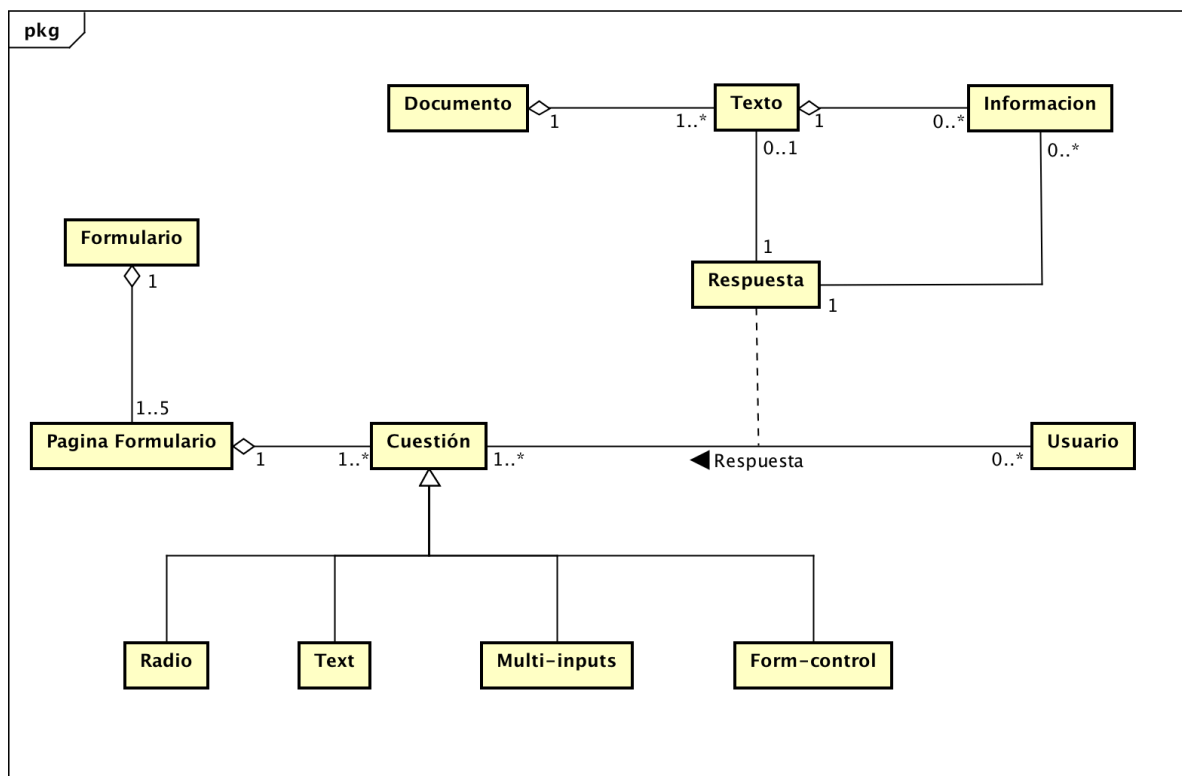 pkg
Documento
1
1..*
Texto
1
0..*
Informacion
0..1
0..*
Formulario
1
1
Respuesta
1
1..5
Pagina Formulario
1
1..*
Cuestión
1..*
Respuesta
0..*
Usuario
Radio
Text
Multi-inputs
Form-control